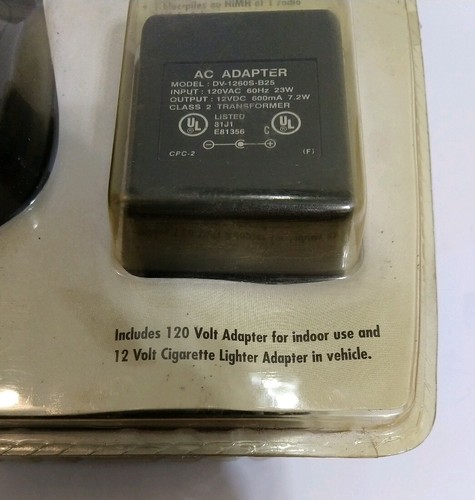 AC ADAPTER
MODEL: DV-1260S-B25
INPUT: 120VAC 60Hz 23W
OUTPUT: 12VDC 600mA 7.2W
CLASS 2 TRANSFORMER
UL LISTED C UL
81J1
E81356
CPC-2 (F)
Includes 120 Volt Adapter for indoor use and
12 Volt Cigarette Lighter Adapter in vehicle.